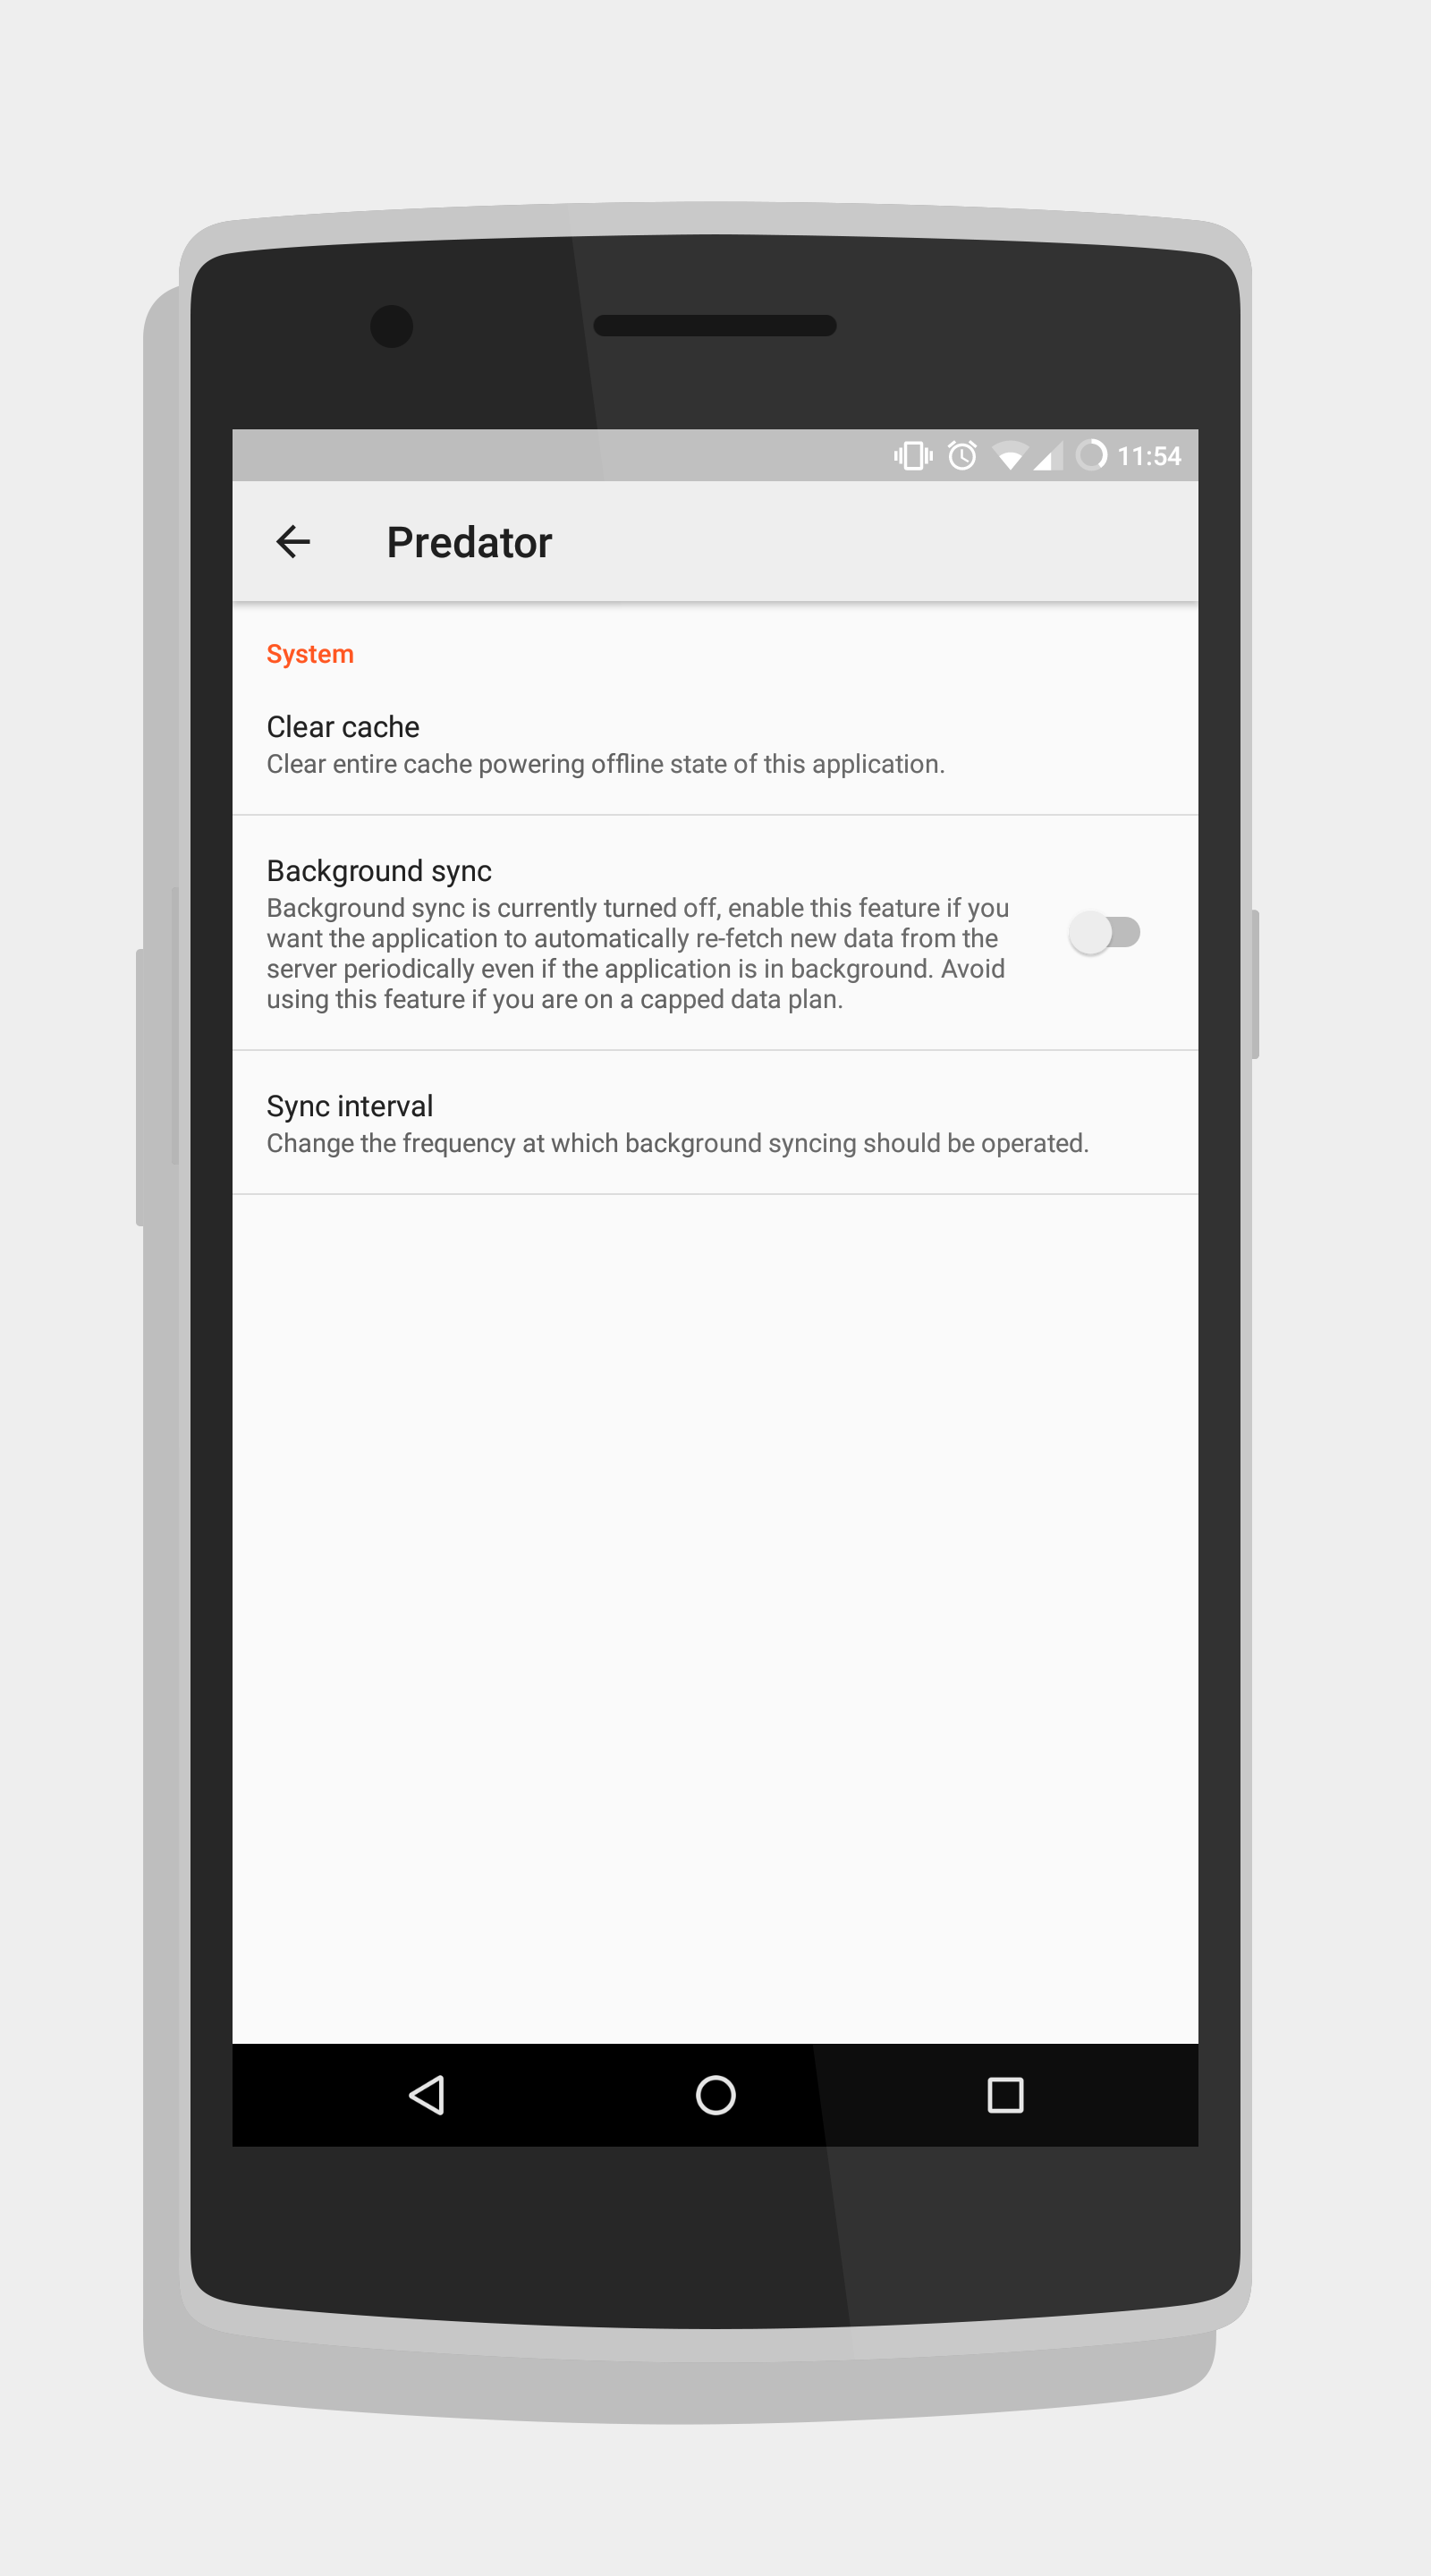 11:54
Predator
System
Clear cache
Clear entire cache powering offline state of this application.
Background sync
Background sync is currently turned off, enable this feature if you
want the application to automatically re-fetch new data from the
server periodically even if the application is in background. Avoid
using this feature if you are on a capped data plan.
Sync interval
Change the frequency at which background syncing should be operated.